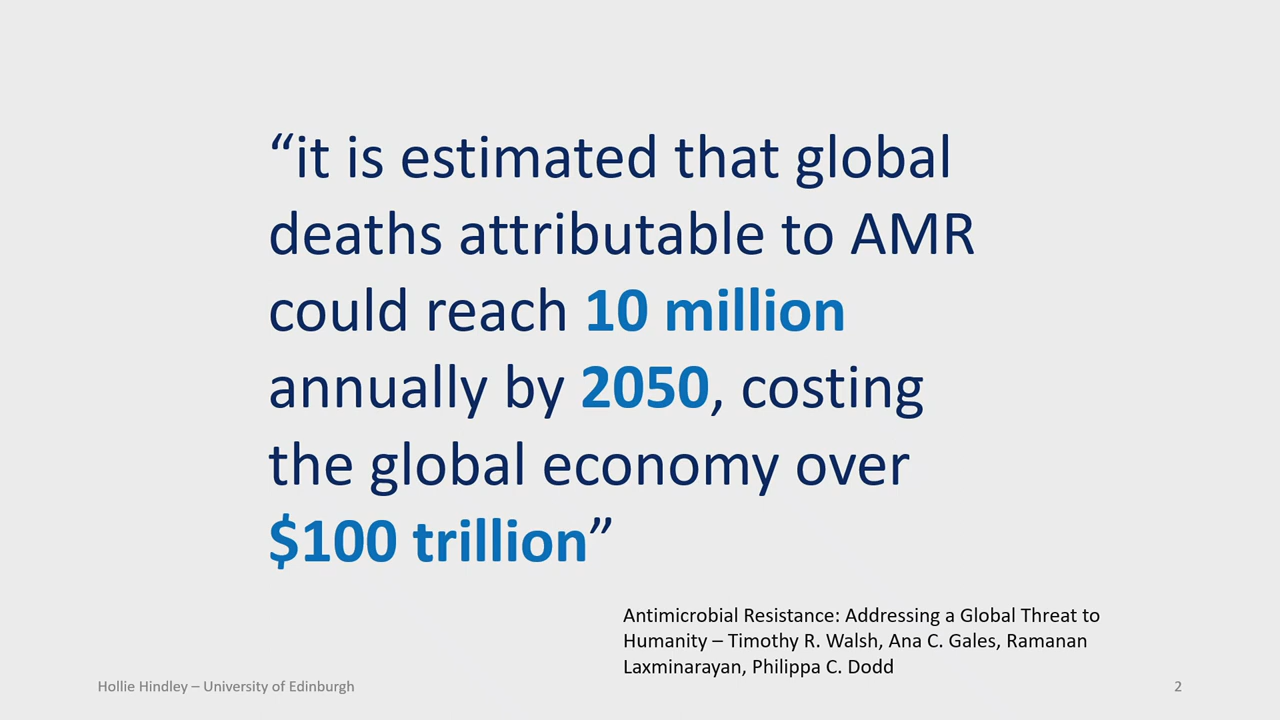 “it is estimated that global
deaths attributable to AMR
could reach 10 million
annually by 2050, costing
the global economy over
$100 trillion”
Antimicrobial Resistance: Addressing a Global Threat to
Humanity – Timothy R. Walsh, Ana C. Gales, Ramanan
Laxminarayan, Philippa C. Dodd
Hollie Hindley – University of Edinburgh
2